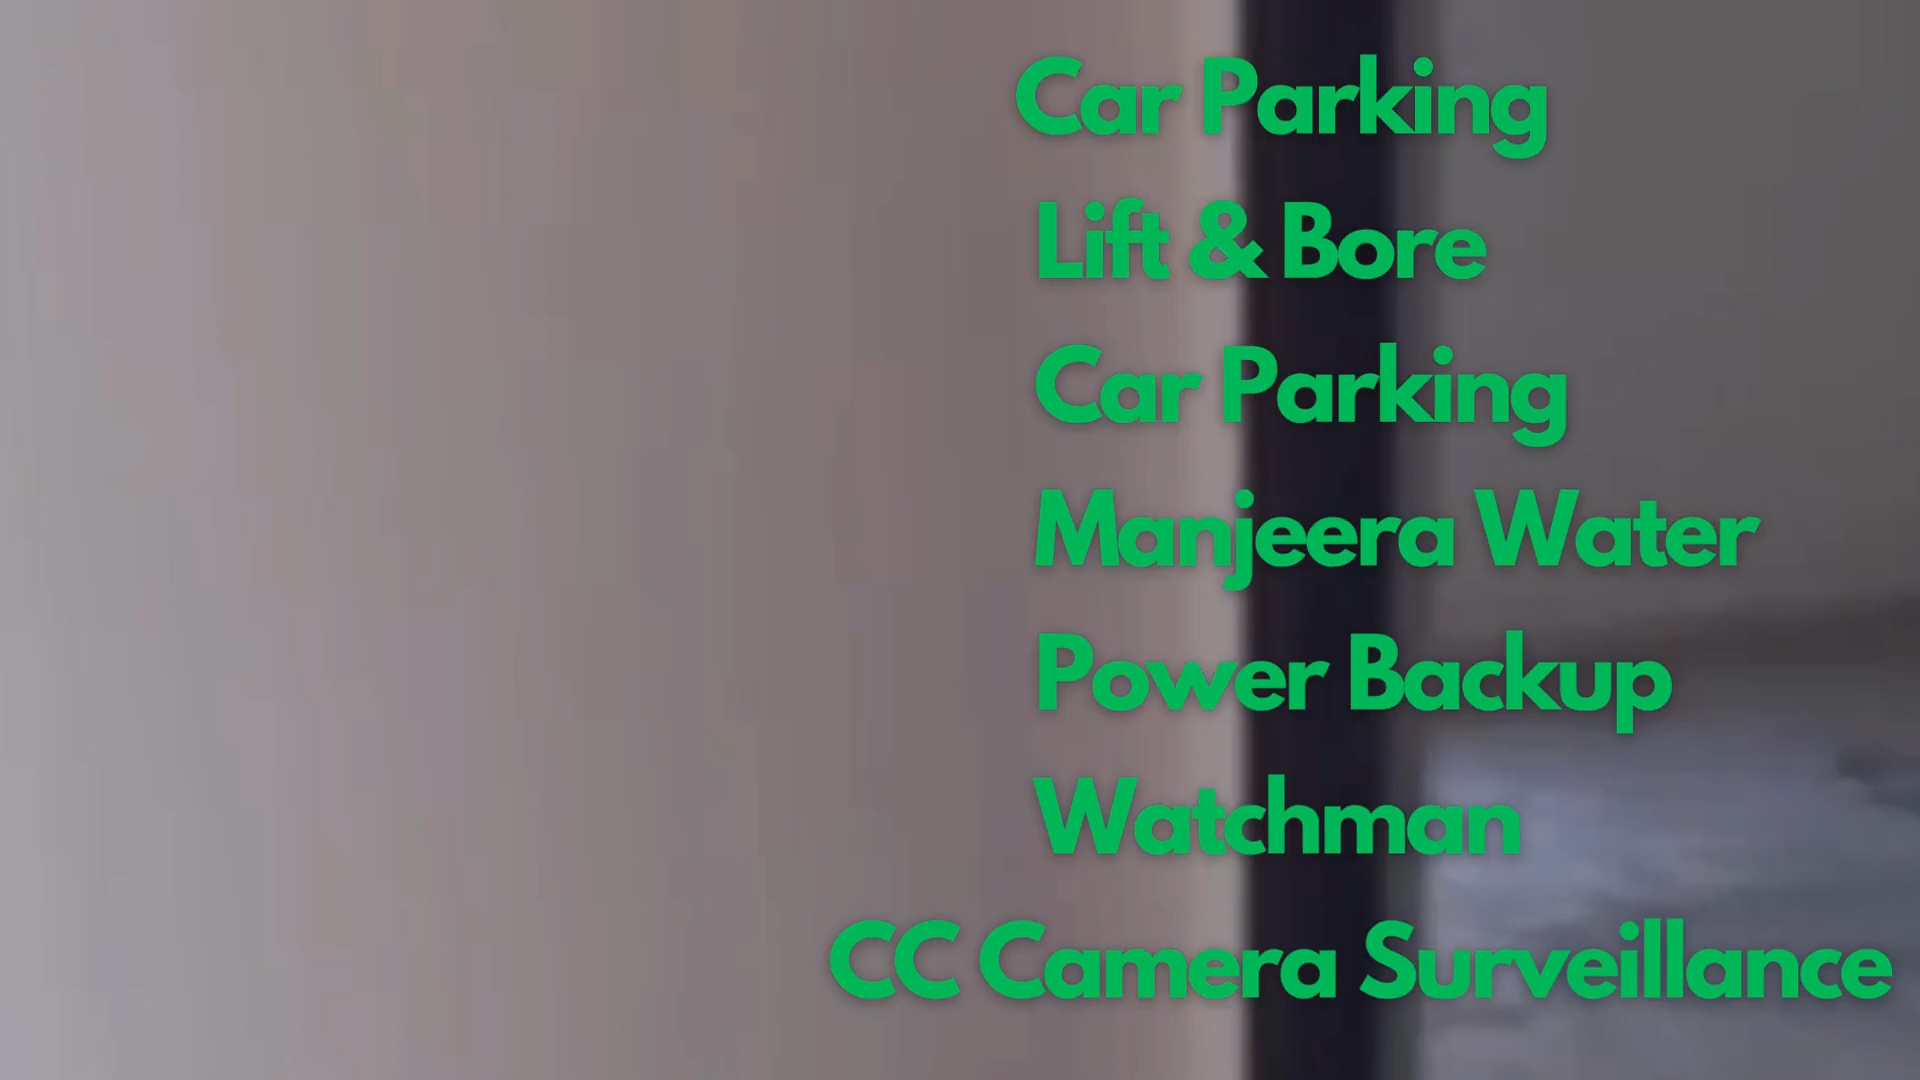 Car Parking
Lift & Bore
Car Parking
Manjeera Water
Power Backup
Watchman
CC Camera Surveillance